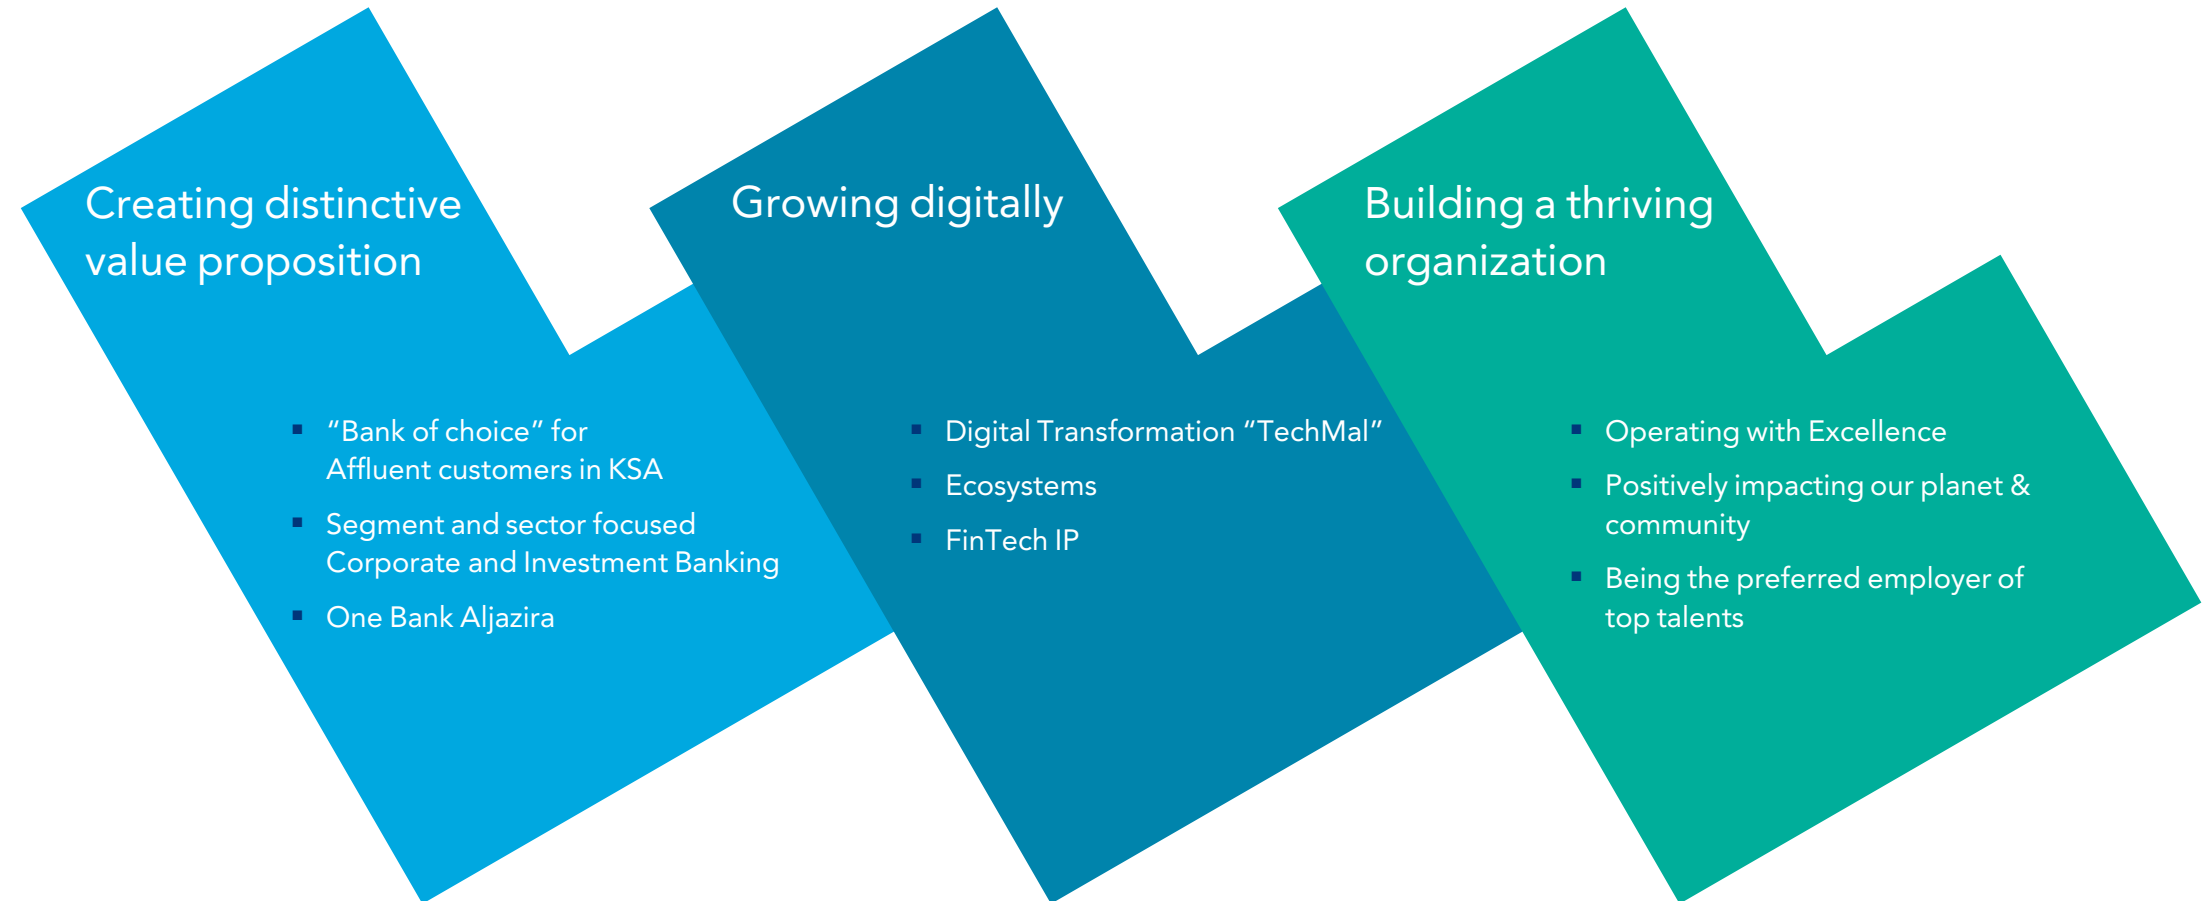 Creating distinctive
value proposition
▪ “Bank of choice” for
Affluent customers in KSA
▪ Segment and sector focused
Corporate and Investment Banking
▪ One Bank Aljazira
Growing digitally
▪ Digital Transformation “TechMal”
▪ Ecosystems
▪ FinTech IP
Building a thriving
organization
▪ Operating with Excellence
▪ Positively impacting our planet &
community
▪ Being the preferred employer of
top talents